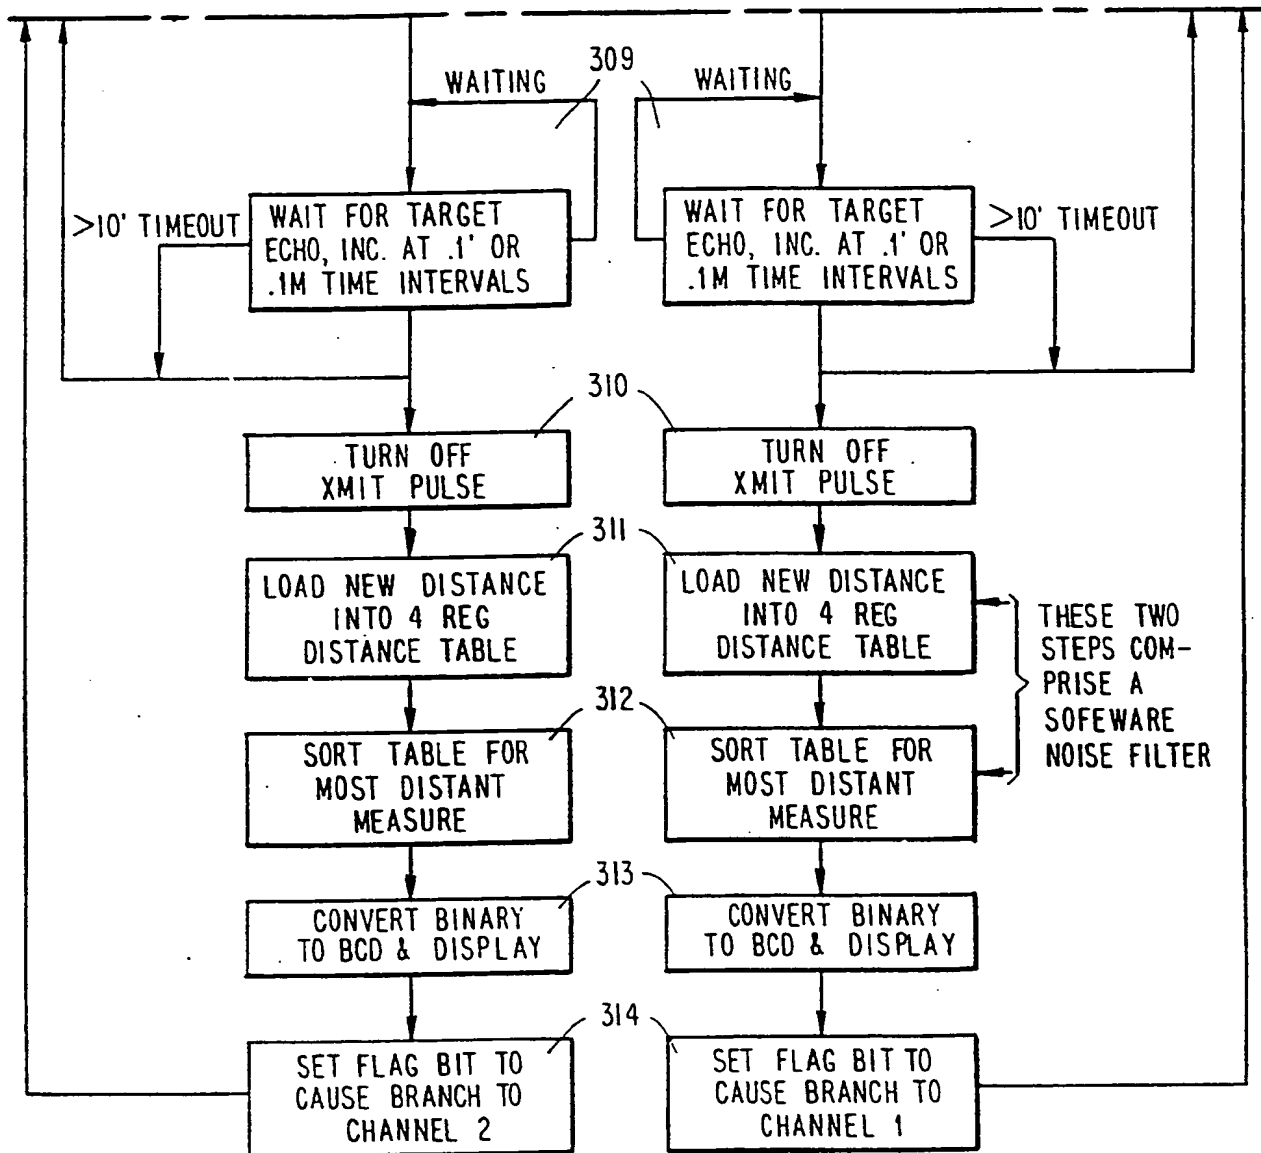 309
WAITING
WAITING
>10' TIMEOUT
WAIT FOR TARGET
ECHO, INC. AT .1' OR
.1M TIME INTERVALS
WAIT FOR TARGET
ECHO, INC. AT .1' OR
.1M TIME INTERVALS
>10' TIMEOUT
310
TURN OFF
XMIT PULSE
TURN OFF
XMIT PULSE
311
LOAD NEW DISTANCE
INTO 4 REG
DISTANCE TABLE
LOAD NEW DISTANCE
INTO 4 REG
DISTANCE TABLE
THESE TWO
STEPS COM-
PRISE A
SOFEWARE
NOISE FILTER
312
SORT TABLE FOR
MOST DISTANT
MEASURE
SORT TABLE FOR
MOST DISTANT
MEASURE
313
CONVERT BINARY
TO BCD & DISPLAY
CONVERT BINARY
TO BCD & DISPLAY
314
SET FLAG BIT TO
CAUSE BRANCH TO
CHANNEL 2
SET FLAG BIT TO
CAUSE BRANCH TO
CHANNEL 1